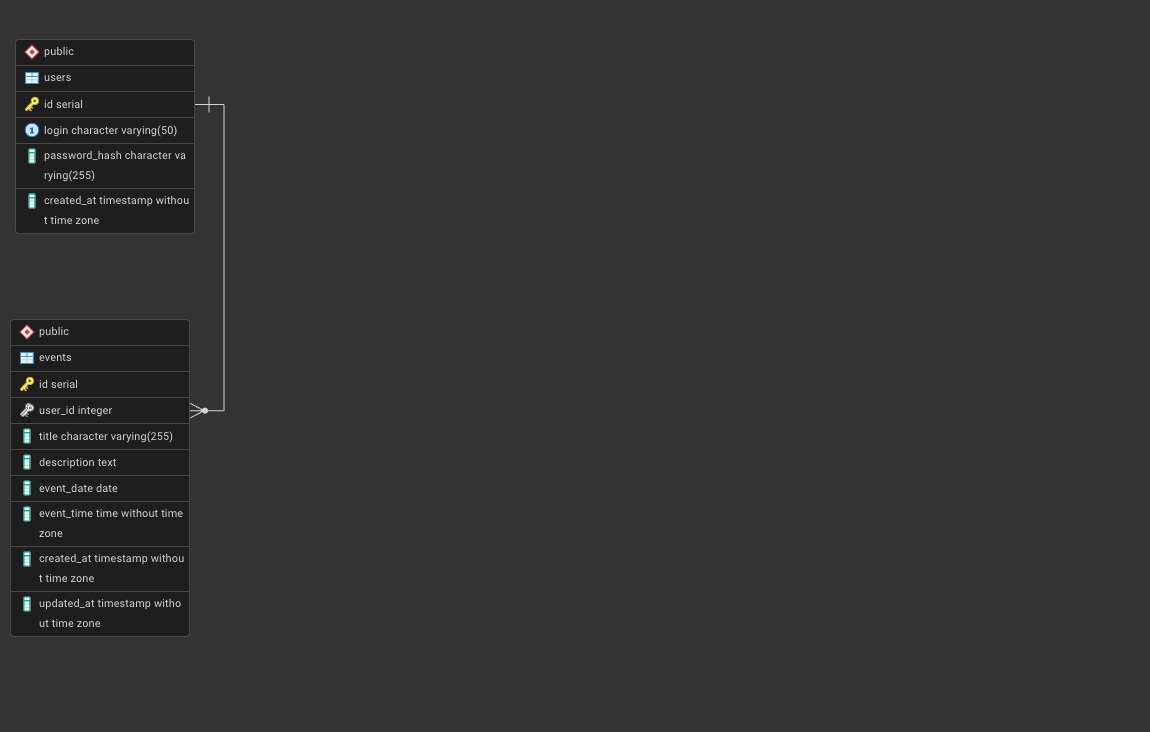 public
users
id serial
login character varying(50)
password_hash character va
rying(255)
created_at timestamp withou
t time zone
public
events
id serial
user_id integer
title character varying(255)
description text
event_date date
event_time time without time
zone
created_at timestamp withou
t time zone
updated_at timestamp witho
ut time zone